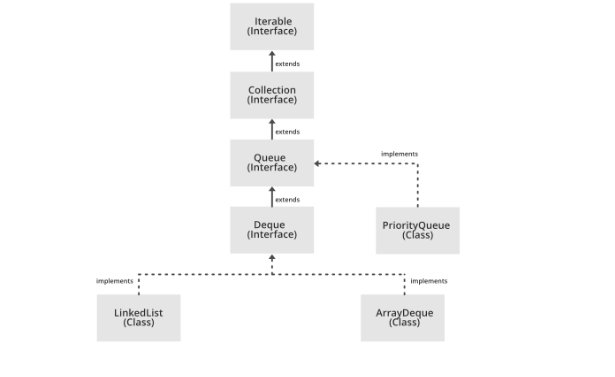 Iterable
(Interface)
extends
Collection
(Interface)
extends
Queue
(Interface)
implements
extends
Deque
(Interface)
PriorityQueue
(Class)
implements
implements
LinkedList
(Class)
ArrayDeque
(Class)